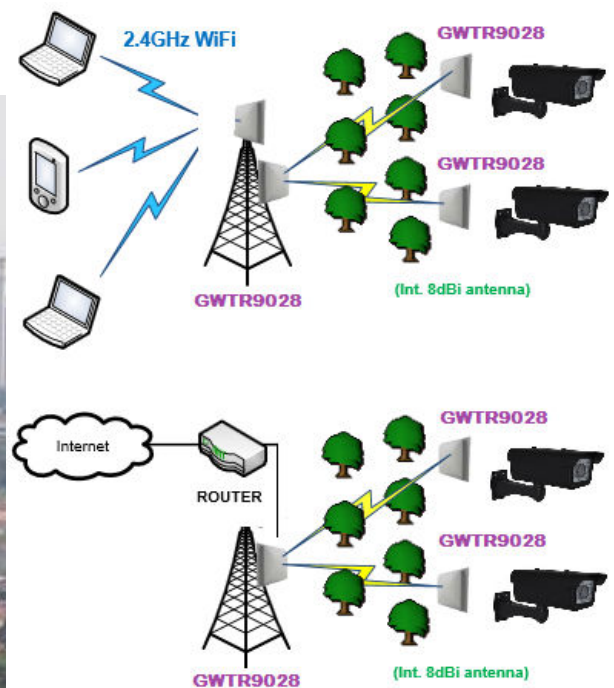 2.4GHz WiFi
GWTR9028
GWTR9028
GWTR9028
(Int. 8dBi antenna)
GWTR9028
Internet
ROUTER
GWTR9028
GWTR9028
(Int. 8dBi antenna)